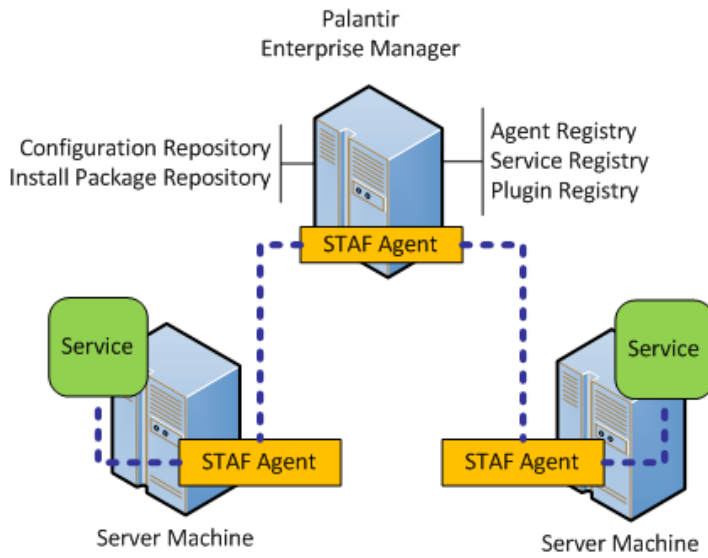 Palantir
Enterprise Manager
Configuration Repository
Install Package Repository
Agent Registry
Service Registry
Plugin Registry
STAF Agent
Service
Service
STAF Agent
STAF Agent
Server Machine
Server Machine